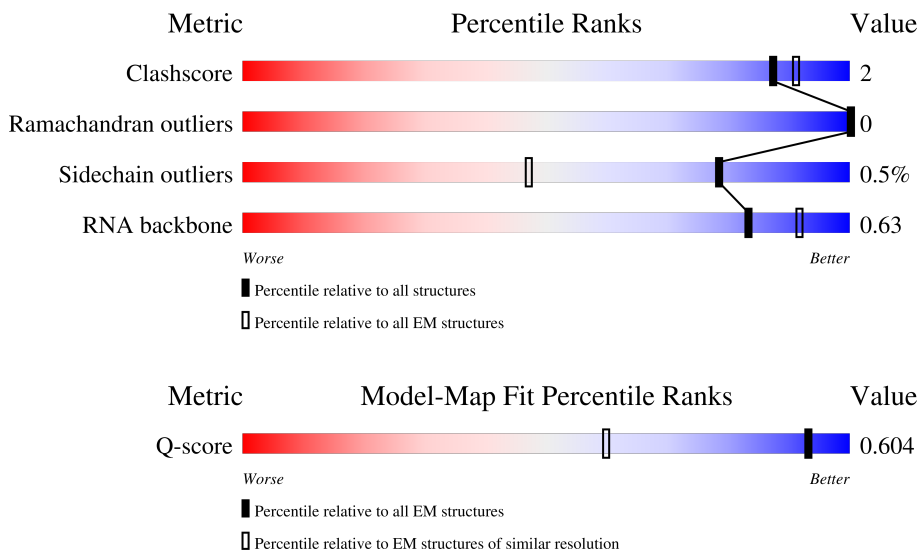 Metric Percentile Ranks Value
Clashscore 2
Ramachandran outliers 0
Sidechain outliers 0.5%
RNA backbone 0.63
Worse Better
Percentile relative to all structures
Percentile relative to all EM structures
Metric Model-Map Fit Percentile Ranks Value
Q-score 0.604
Worse Better
Percentile relative to all EM structures
Percentile relative to EM structures of similar resolution